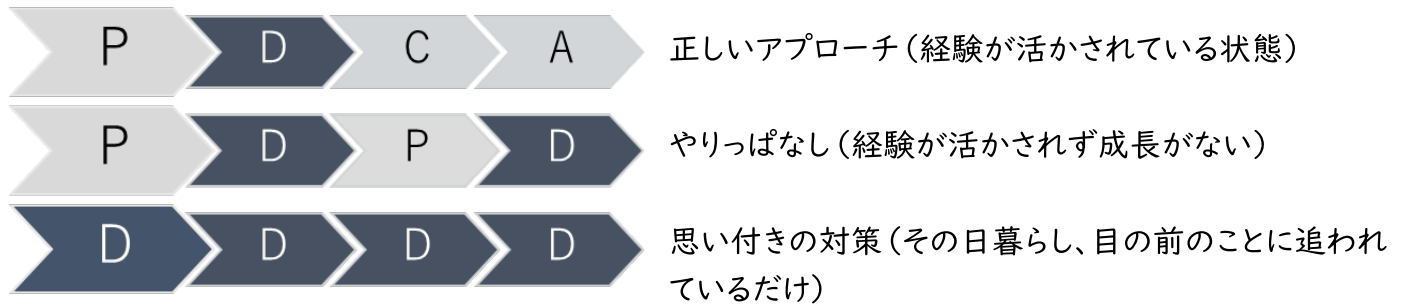 P D C A 正しいアプローチ（経験が活かされている状態）
P D P D やりっぱなし（経験が活かされず成長がない）
D D D D 思い付きの対策（その日暮らし、目の前のことに追われ
ているだけ）